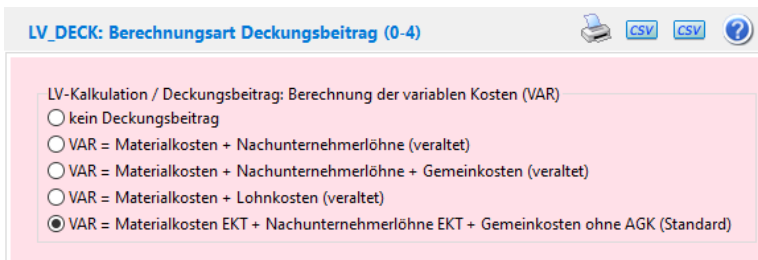 LV_DECK: Berechnungsart Deckungsbeitrag (0-4)
CSV CSV ?
LV-Kalkulation / Deckungsbeitrag: Berechnung der variablen Kosten (VAR)
kein Deckungsbeitrag
VAR = Materialkosten + Nachunternehmerlöhne (veraltet)
VAR = Materialkosten + Nachunternehmerlöhne + Gemeinkosten (veraltet)
VAR = Materialkosten + Lohnkosten (veraltet)
VAR = Materialkosten EKT + Nachunternehmerlöhne EKT + Gemeinkosten ohne AGK (Standard)